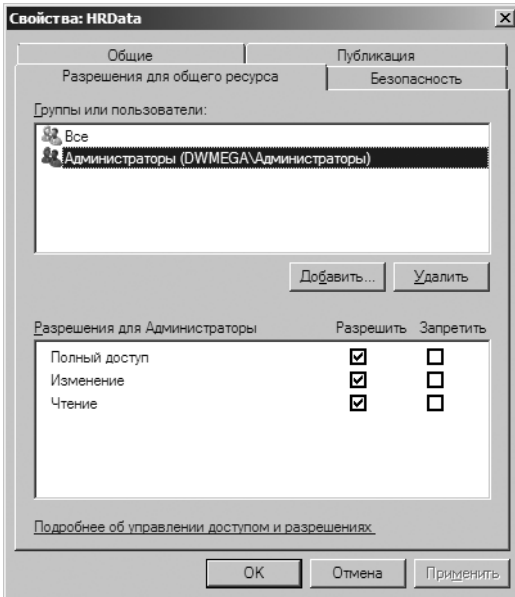 Свойства: HRData
Общие Публикация
Разрешения для общего ресурса Безопасность
Группы или пользователи:
Все
Администраторы (DWMEGA\Администраторы)
Добавить... Удалить
Разрешения для Администраторы Разрешить Запретить
Полный доступ
Изменение
Чтение
Подробнее об управлении доступом и разрешениях
OK Отмена Применить